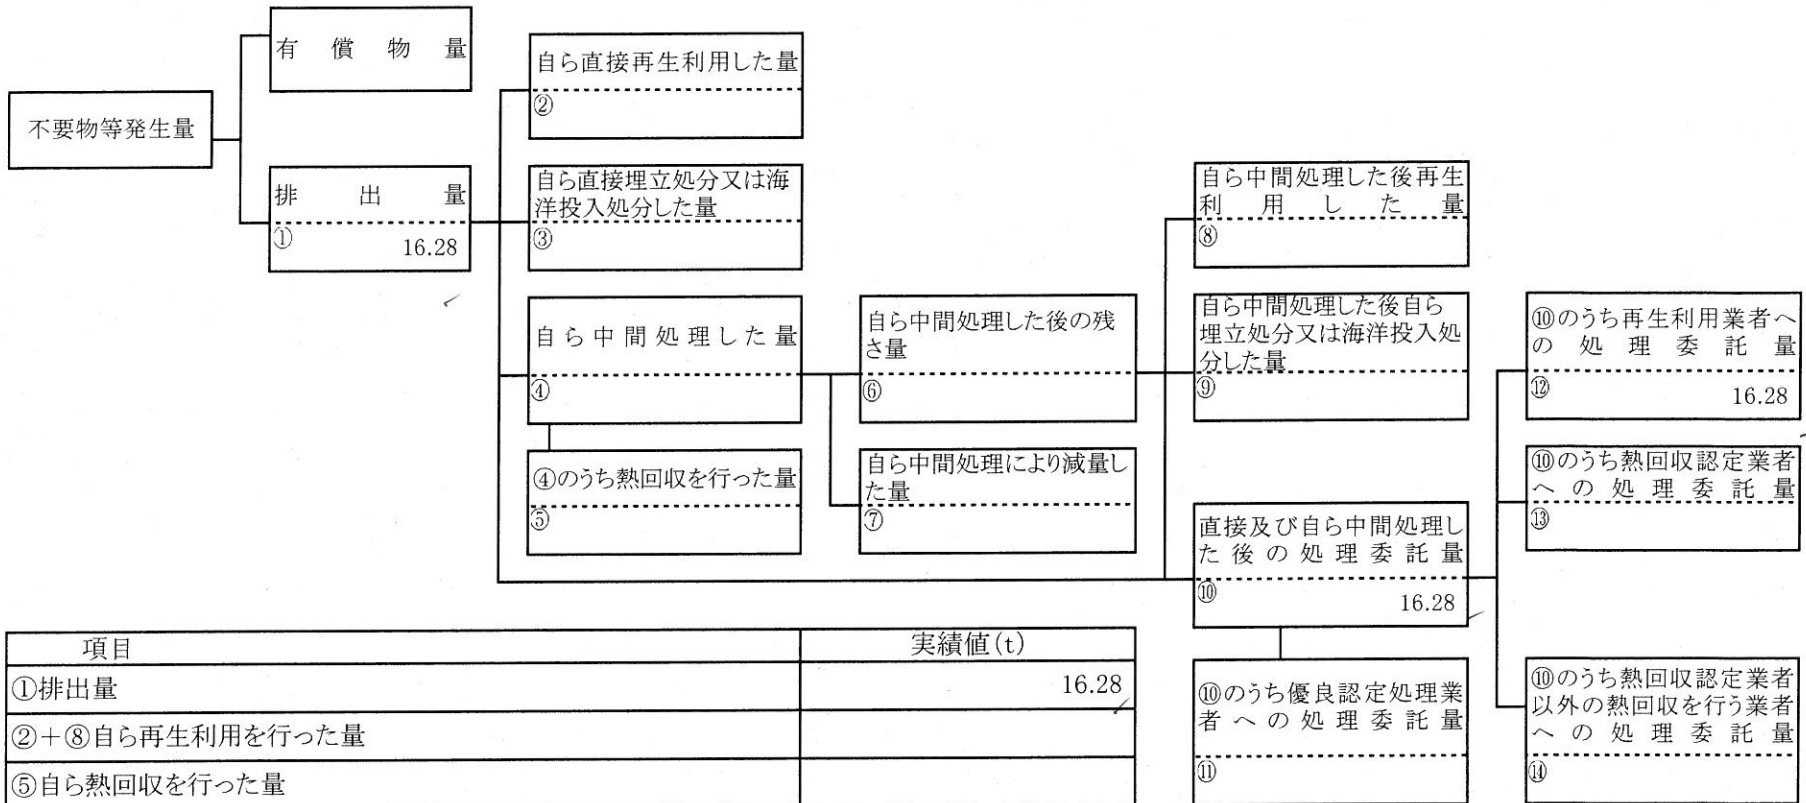 有償物量
不要物等発生量
排出量
①
16.28
自ら直接再生利用した量
②
自ら直接埋立処分又は海
洋投入処分した量
③
自ら中間処理した量
④
④のうち熱回収を行った量
⑤
自ら中間処理した後の残
さ量
⑥
自ら中間処理により減量し
た量
⑦
自ら中間処理した後再生
利用した量
⑧
自ら中間処理した後自ら
埋立処分又は海洋投入処
分した量
⑨
直接及び自ら中間処理し
た後の処理委託量
⑩
16.28
⑩のうち優良認定処理業
者への処理委託量
⑪
⑩のうち再生利用業者へ
の処理委託量
⑫
16.28
⑩のうち熱回収認定業者
への処理委託量
⑬
⑩のうち熱回収認定業者
以外の熱回収を行う業者
への処理委託量
⑭
項目 実績値(t)
①排出量 16.28
②+⑧自ら再生利用を行った量
⑤自ら熱回収を行った量